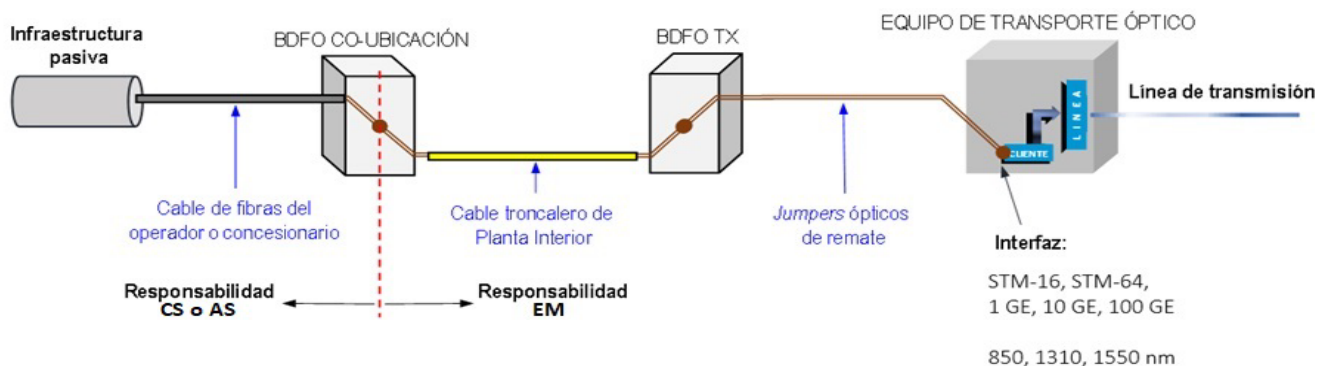 EQUIPO DE TRANSPORTE ÓPTICO
Infraestructura
pasiva
BDFO CO-UBICACIÓN
BDFO TX
Línea de transmisión
LINEA
CLIENTE
Cable de fibras del
operador o concesionario
Cable troncalero de
Planta Interior
Jumpers ópticos
de remate
Interfaz:
STM-16, STM-64,
1 GE, 10 GE, 100 GE
850, 1310, 1550 nm
Responsabilidad
CS o AS
Responsabilidad
EM